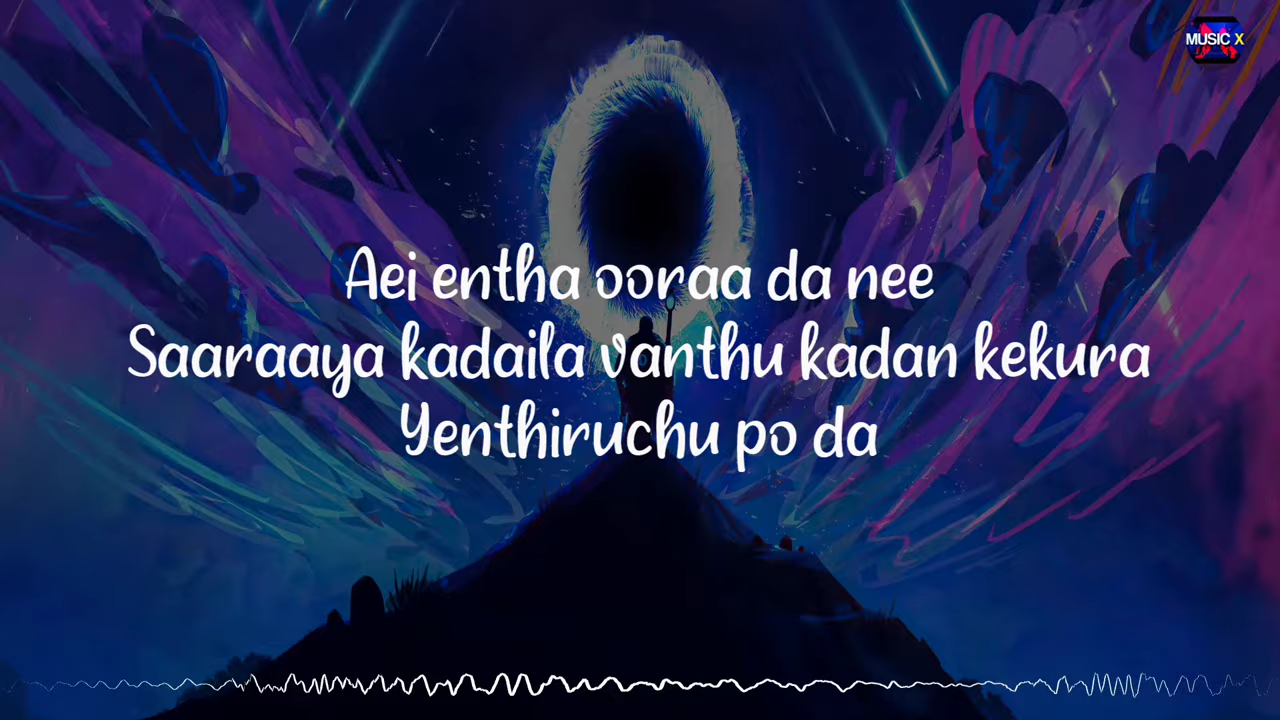 MUSIC X
Aei entha ooraa da nee
Saaraaya kadaila vanthu kadan kekura
Yenthiruchu po da